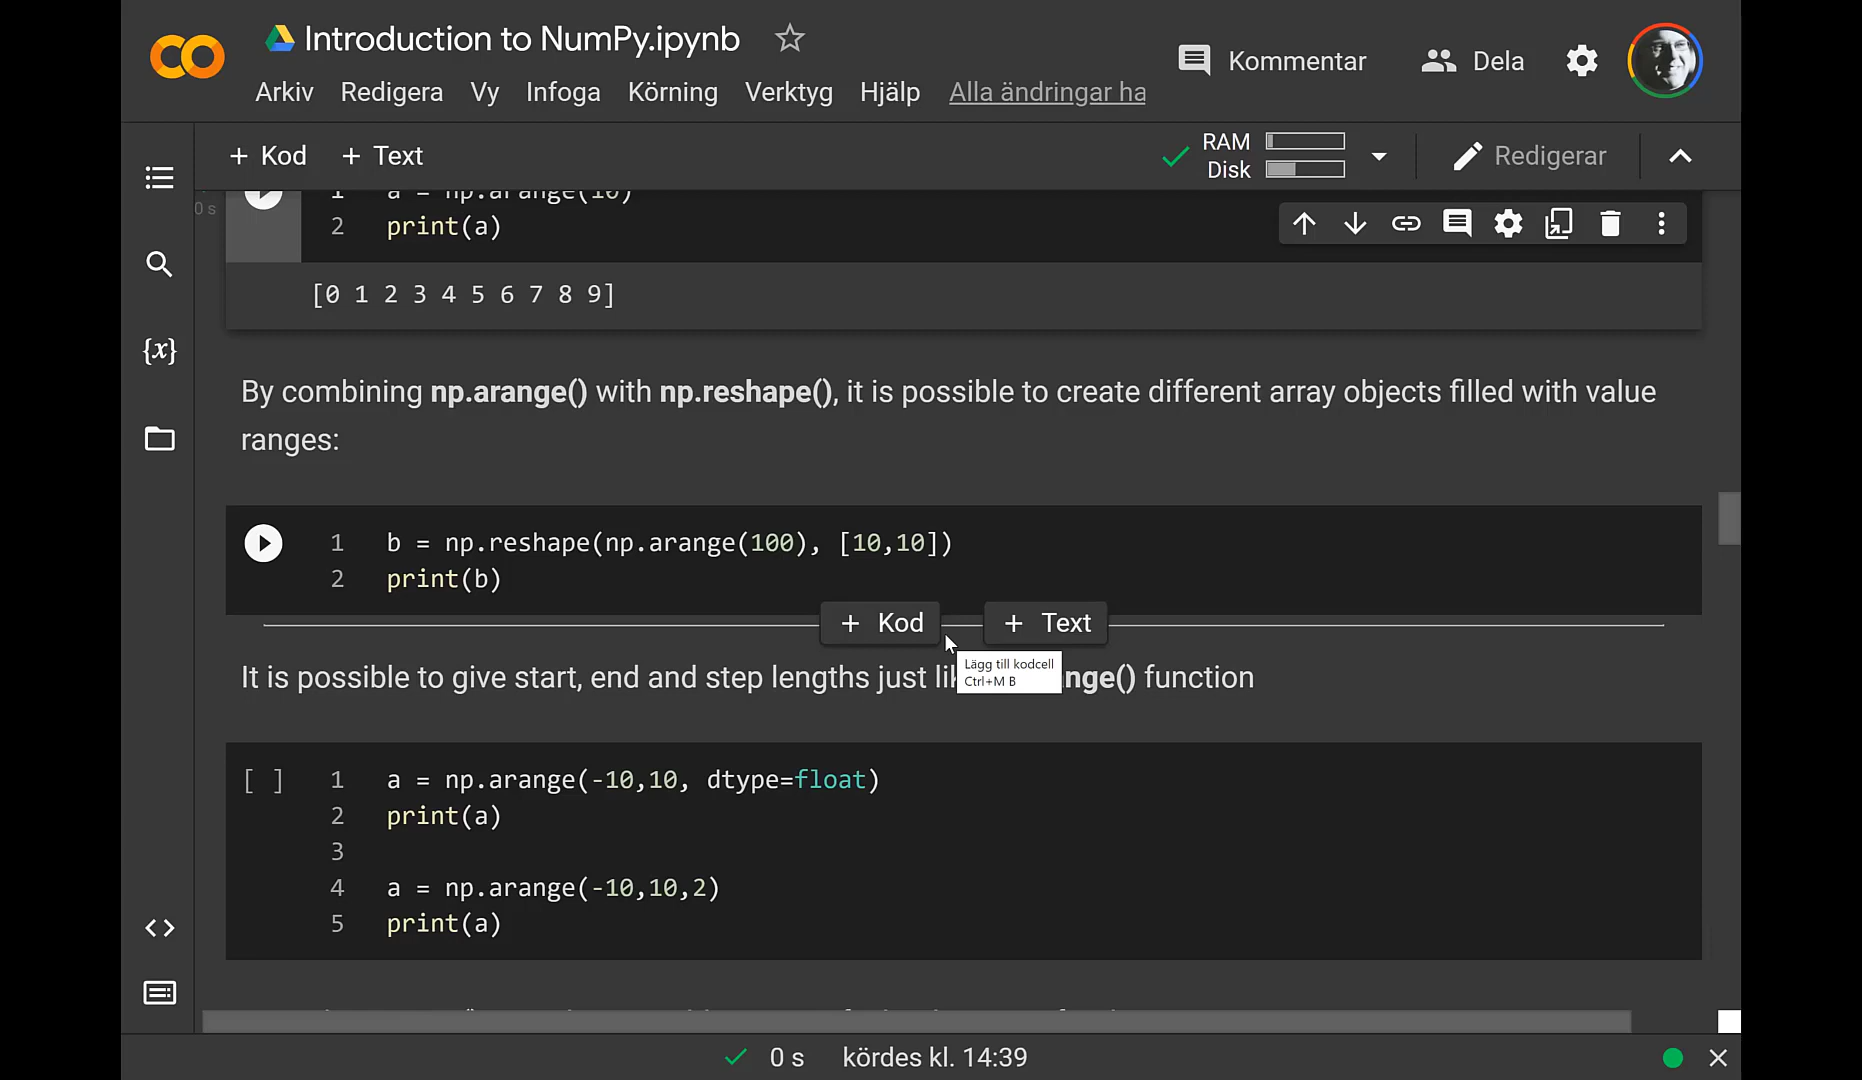 Introduction to NumPy.ipynb
Kommentar
Dela
Arkiv Redigera Vy Infoga Körning Verktyg Hjälp Alla ändringar ha
+ Kod + Text
RAM
Disk
Redigerar
0 s
1 a = np.arange(10)
2 print(a)
[0 1 2 3 4 5 6 7 8 9]
{x}
By combining np.arange() with np.reshape(), it is possible to create different array objects filled with value
ranges:
1 b = np.reshape(np.arange(100), [10,10])
2 print(b)
+ Kod + Text
Lägg till kodcell
Ctrl+M B
It is possible to give start, end and step lengths just nge() function
[ ] 1 a = np.arange(-10,10, dtype=float)
2 print(a)
3
4 a = np.arange(-10,10,2)
5 print(a)
0 s kördes kl. 14:39